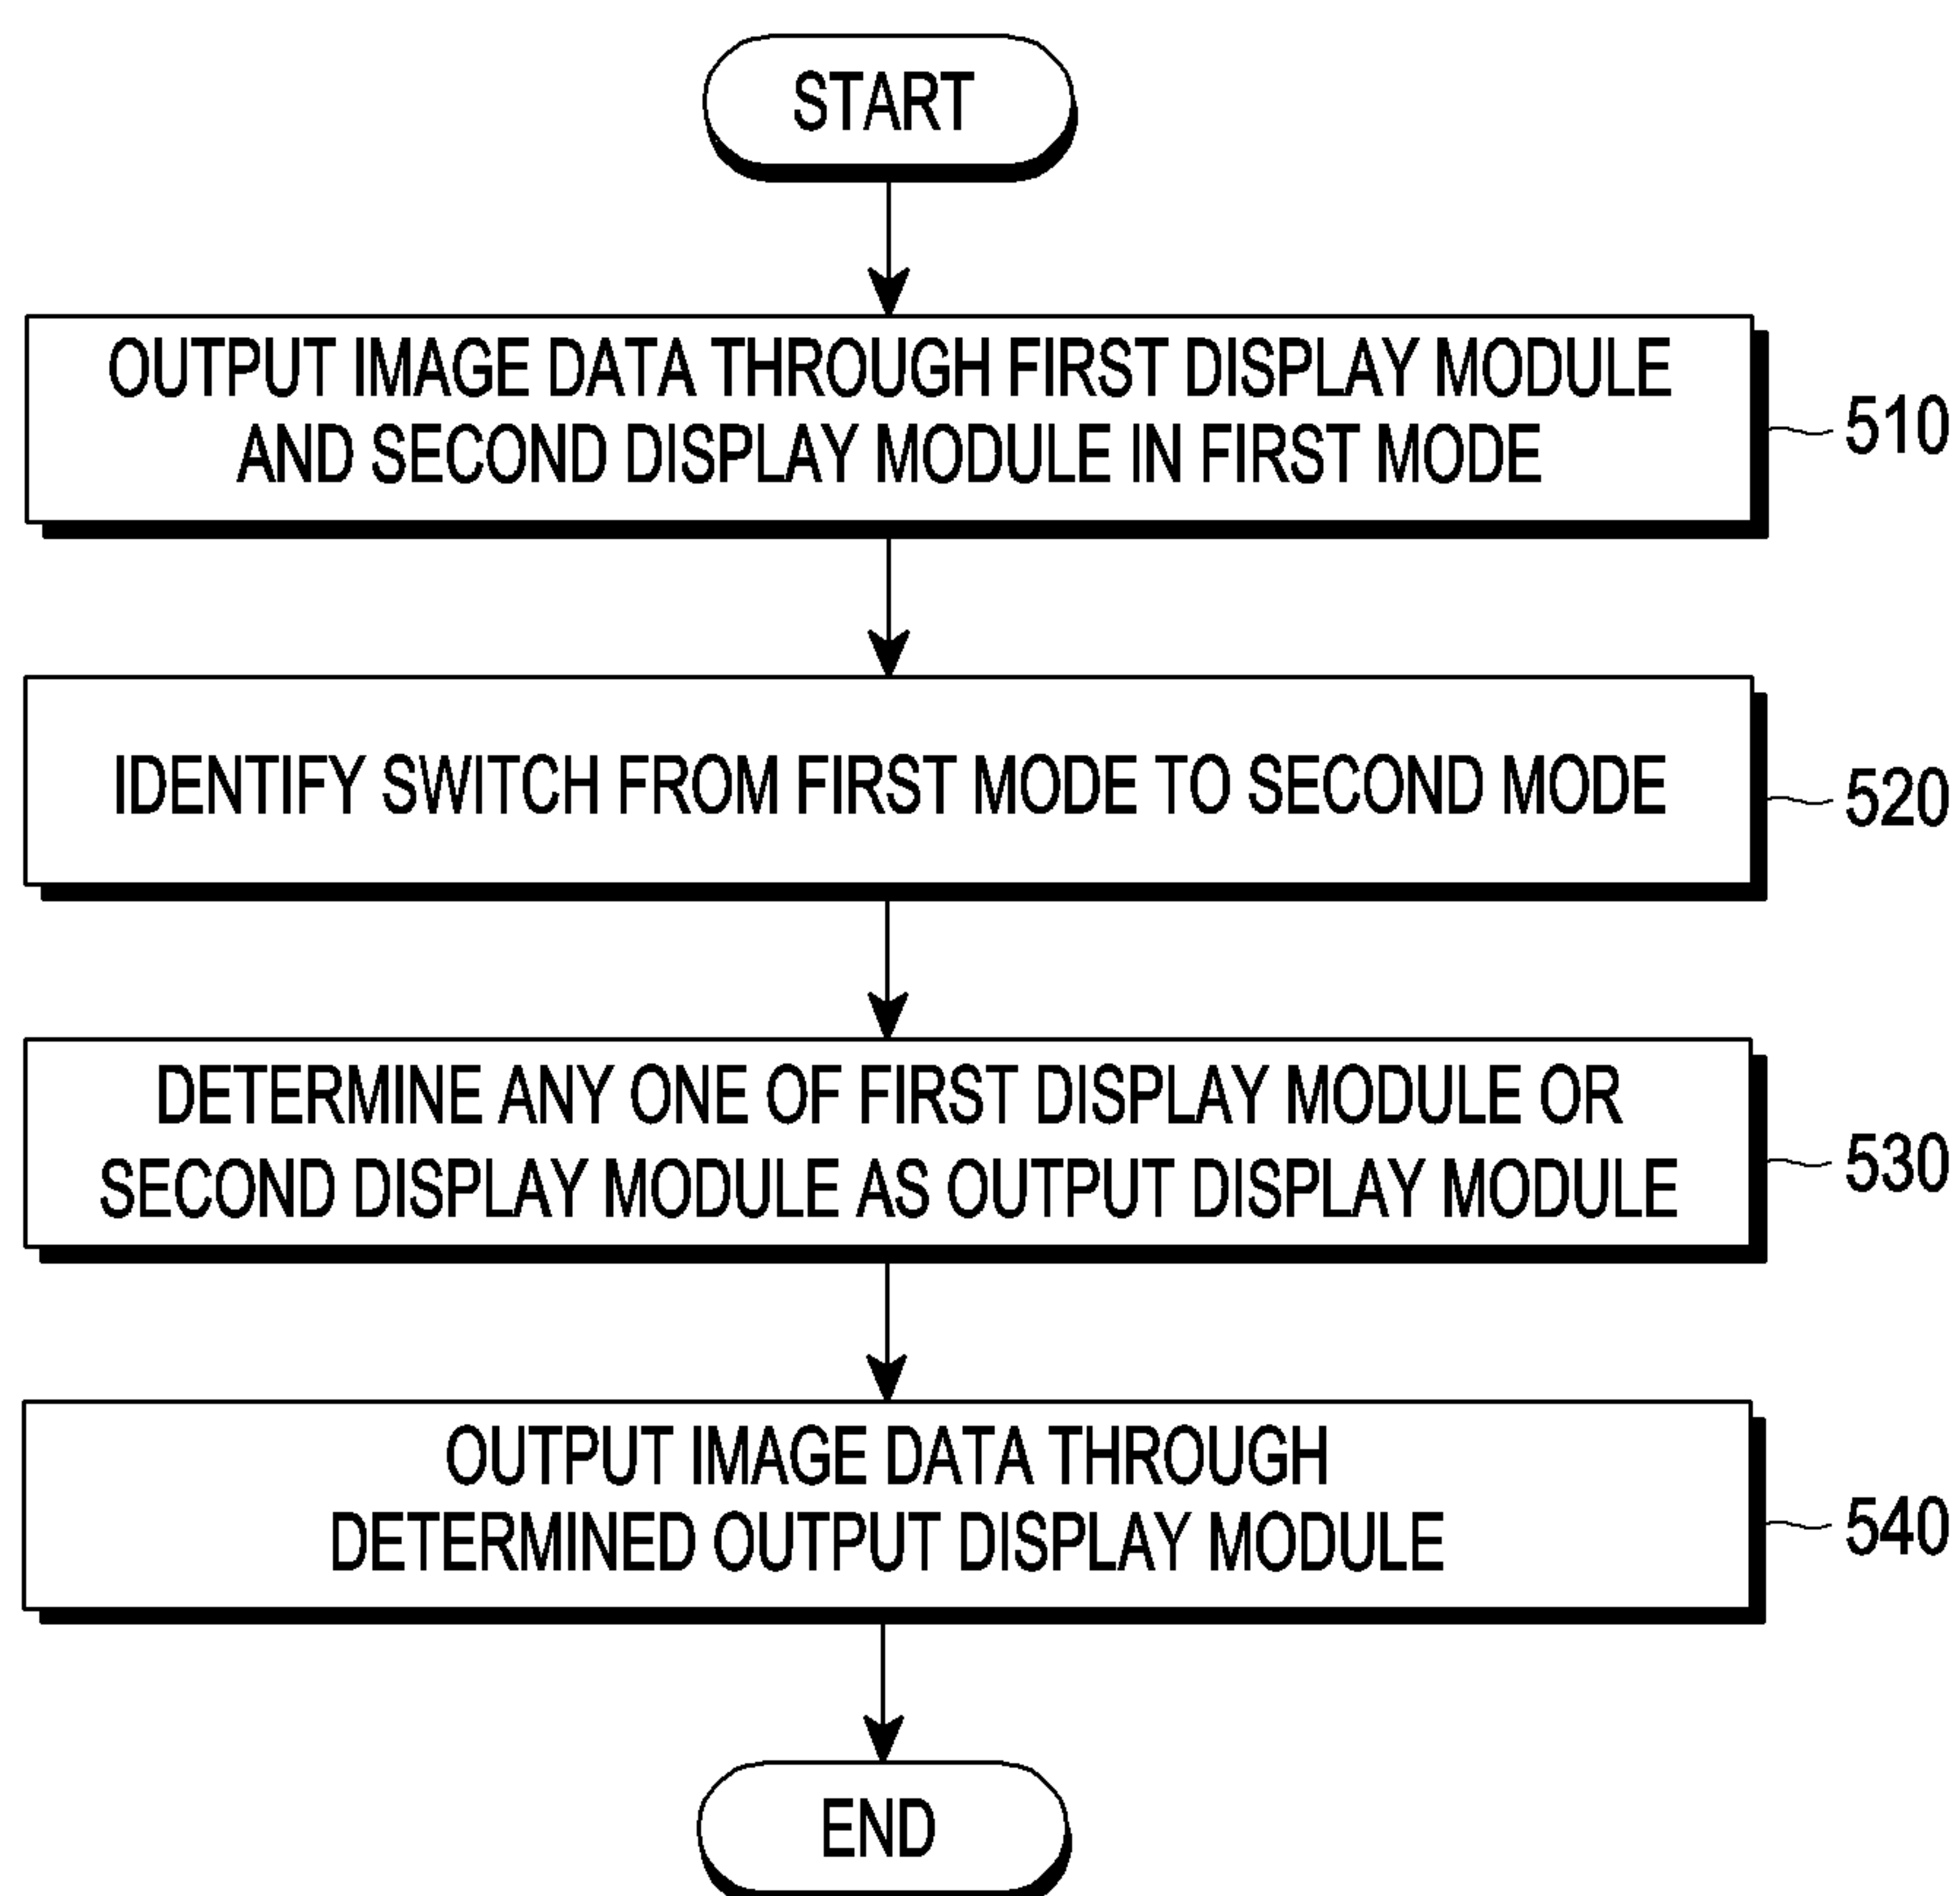 START
OUTPUT IMAGE DATA THROUGH FIRST DISPLAY MODULE
AND SECOND DISPLAY MODULE IN FIRST MODE
510
IDENTIFY SWITCH FROM FIRST MODE TO SECOND MODE
520
DETERMINE ANY ONE OF FIRST DISPLAY MODULE OR
SECOND DISPLAY MODULE AS OUTPUT DISPLAY MODULE
530
OUTPUT IMAGE DATA THROUGH
DETERMINED OUTPUT DISPLAY MODULE
540
END